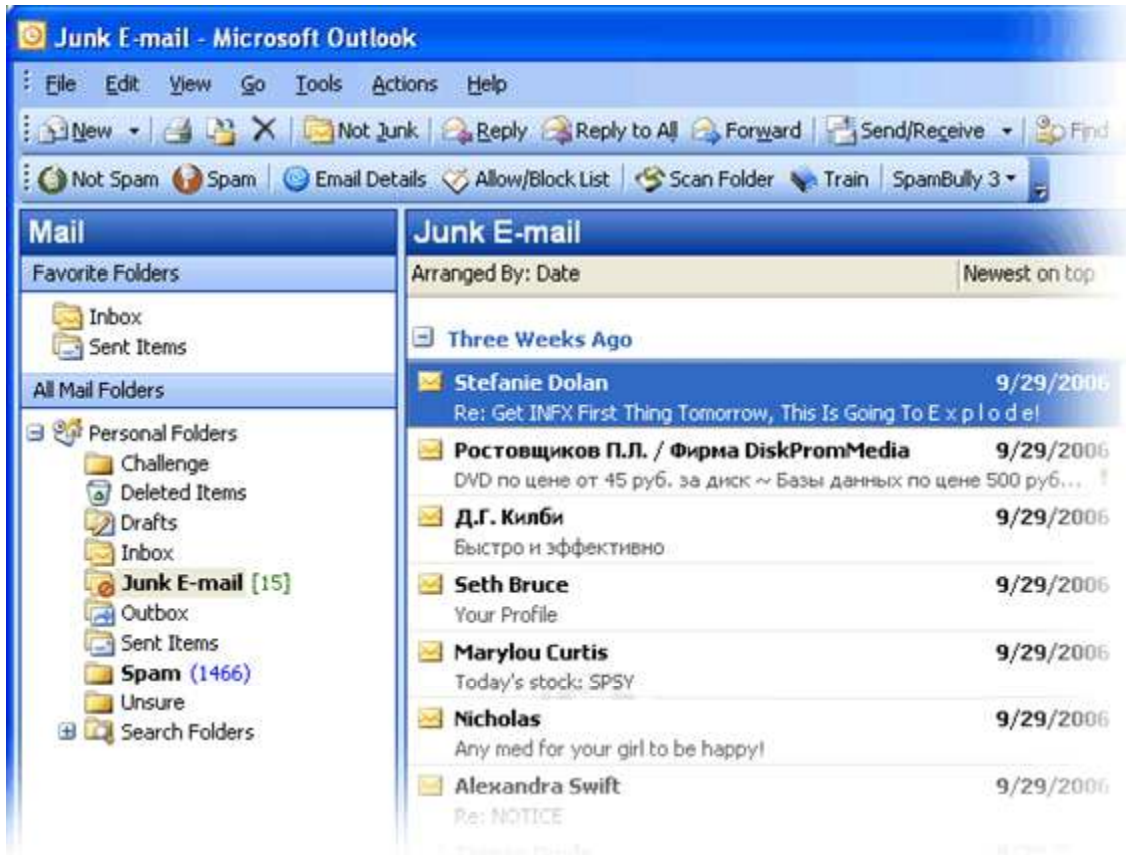 Junk E-mail - Microsoft Outlook
File Edit View Go Tools Actions Help
New Not Junk Reply Reply to All Forward Send/Receive Find
Not Spam Spam Email Details Allow/Block List Scan Folder Train SpamBully 3
Mail
Favorite Folders
Inbox
Sent Items
All Mail Folders
Personal Folders
Challenge
Deleted Items
Drafts
Inbox
Junk E-mail [15]
Outbox
Sent Items
Spam (1466)
Unsure
Search Folders
Junk E-mail
Arranged By: Date Newest on top
Three Weeks Ago
Stefanie Dolan 9/29/2006
Re: Get INFX First Thing Tomorrow, This Is Going To E x p l o d e!
Ростовщиков П.Л. / Фирма DiskPromMedia 9/29/2006
DVD по цене от 45 руб. за диск ~ Базы данных по цене 500 руб... !
Д.Г. Килби 9/29/2006
Быстро и эффективно
Seth Bruce 9/29/2006
Your Profile
Marylou Curtis 9/29/2006
Today's stock: SPSY
Nicholas 9/29/2006
Any med for your girl to be happy!
Alexandra Swift 9/29/2006
Re: NOTICE